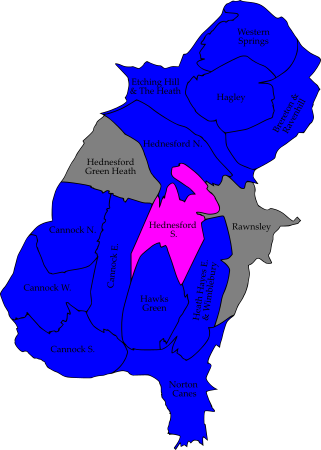 Western
Springs
Etching Hill
& The Heath
Hagley
Brereton &
Ravenhill
Hednesford N.
Hednesford
Green Heath
Hednesford
S.
Rawnsley
Cannock N.
Cannock E.
Cannock W.
Hawks
Green
Heath Hayes &
Cannock S.
Norton
Canes